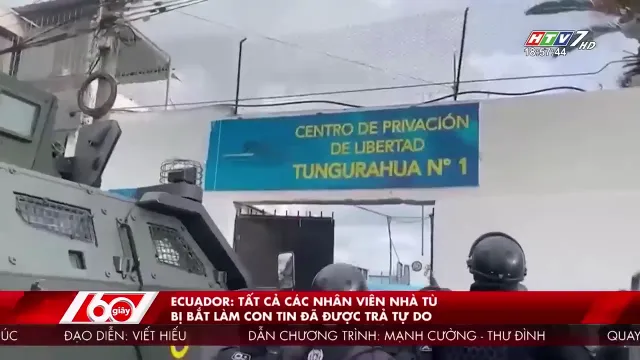 HTV7 HD
18:57:44
CENTRO DE PRIVACIÓN
DE LIBERTAD
TUNGURAHUA N° 1
60 giây
ECUADOR: TẤT CẢ CÁC NHÂN VIÊN NHÀ TÙ
BỊ BẮT LÀM CON TIN ĐÃ ĐƯỢC TRẢ TỰ DO
ĐẠO DIỄN: VIẾT HIẾU DẪN CHƯƠNG TRÌNH: MẠNH CƯỜNG - THƯ ĐÌNH QUAY